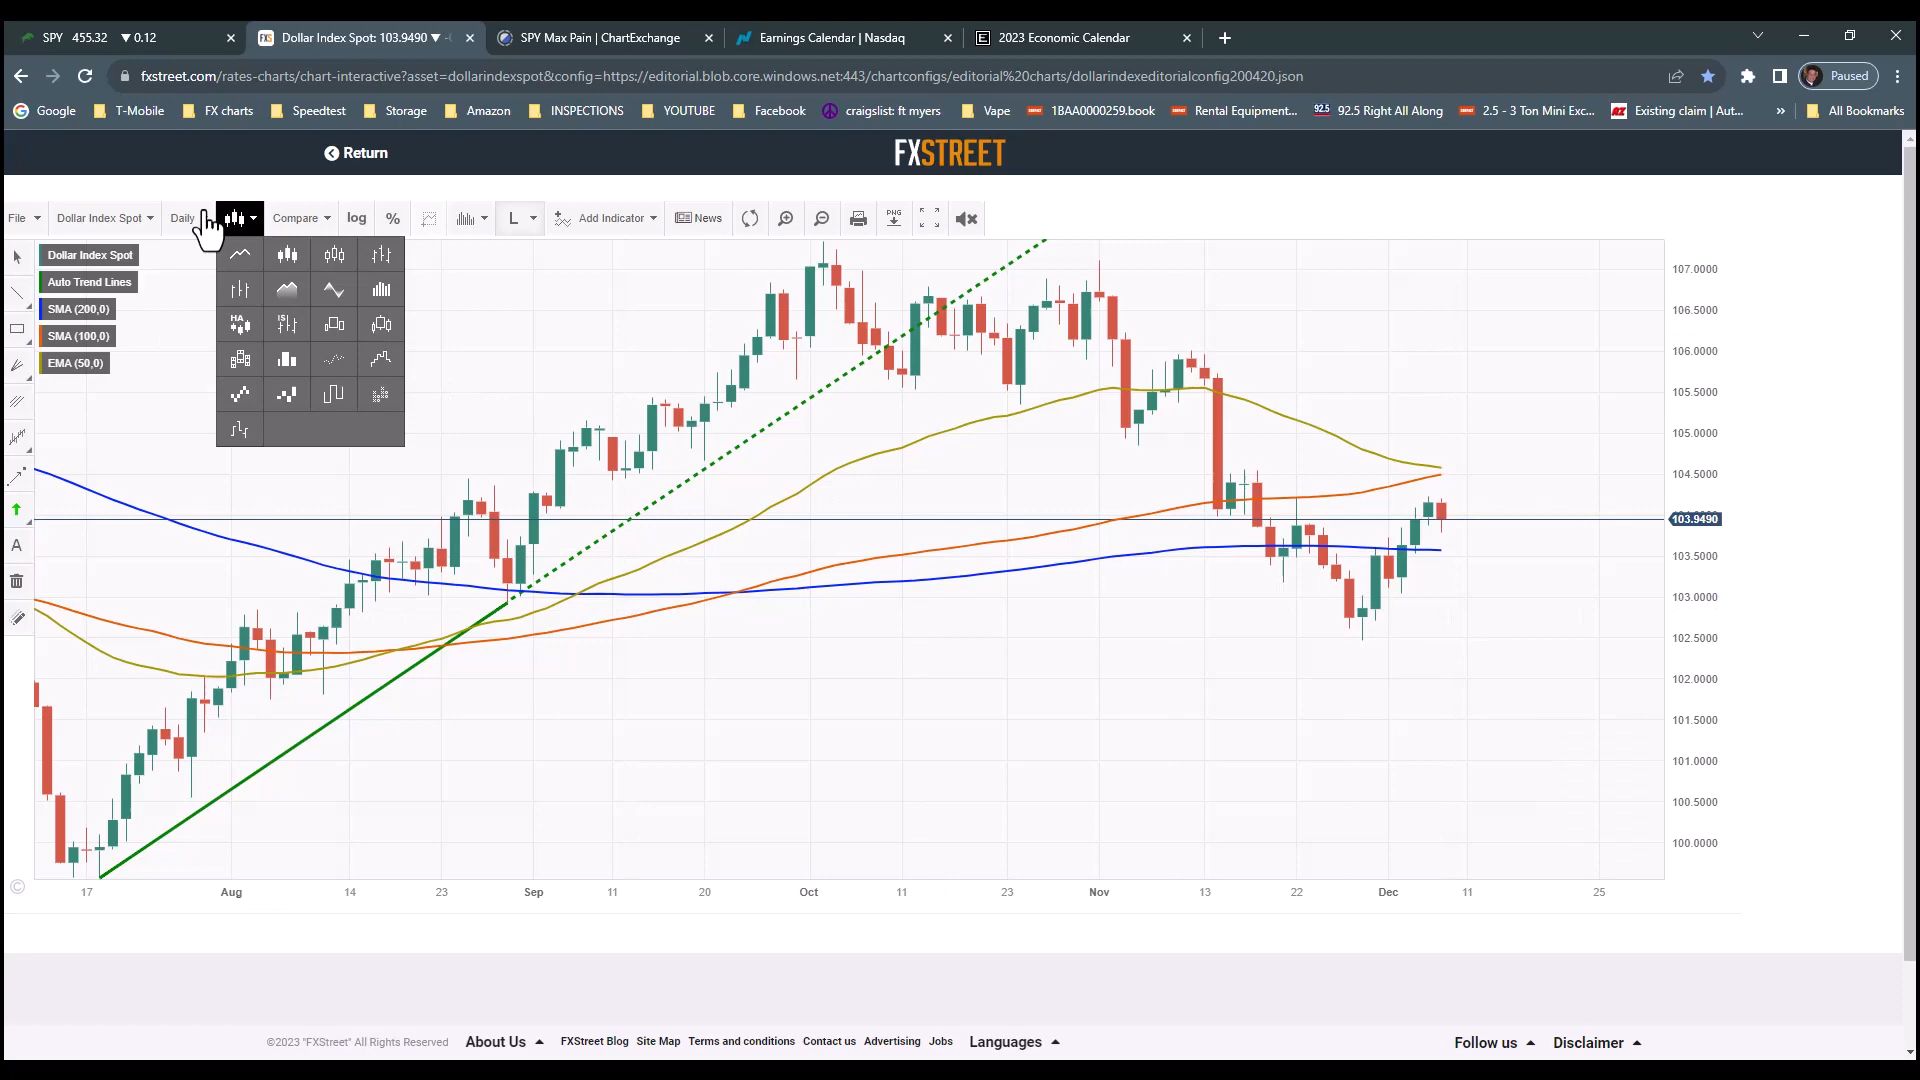 SPY 455.32 ▼ 0.12
Dollar Index Spot: 103.9490 ▼ -(
SPY Max Pain | ChartExchange
Earnings Calendar | Nasdaq
2023 Economic Calendar
fxstreet.com/rates-charts/chart-interactive?asset=dollarindexspot&config=https://editorial.blob.core.windows.net:443/chartconfigs/editorial%20charts/dollarindexeditorialconfig200420.json
Paused
Google T-Mobile FX charts Speedtest Storage Amazon INSPECTIONS YOUTUBE Facebook craigslist: ft myers Vape 1BAA0000259.book Rental Equipment... 92.5 92.5 Right All Along 2.5 - 3 Ton Mini Exc... Existing claim | Aut... » All Bookmarks
Return
FXSTREET
File Dollar Index Spot Daily Compare log % L Add Indicator News PNG
Dollar Index Spot
Auto Trend Lines
SMA (200,0)
SMA (100,0)
EMA (50,0)
HA IS
A
107.0000
106.5000
106.0000
105.5000
105.0000
104.5000
103.9490
103.5000
103.0000
102.5000
102.0000
101.5000
101.0000
100.5000
100.0000
17 Aug 14 23 Sep 11 20 Oct 11 23 Nov 13 22 Dec 11 25
©
©2023 "FXStreet" All Rights Reserved About Us FXStreet Blog Site Map Terms and conditions Contact us Advertising Jobs Languages Follow us Disclaimer